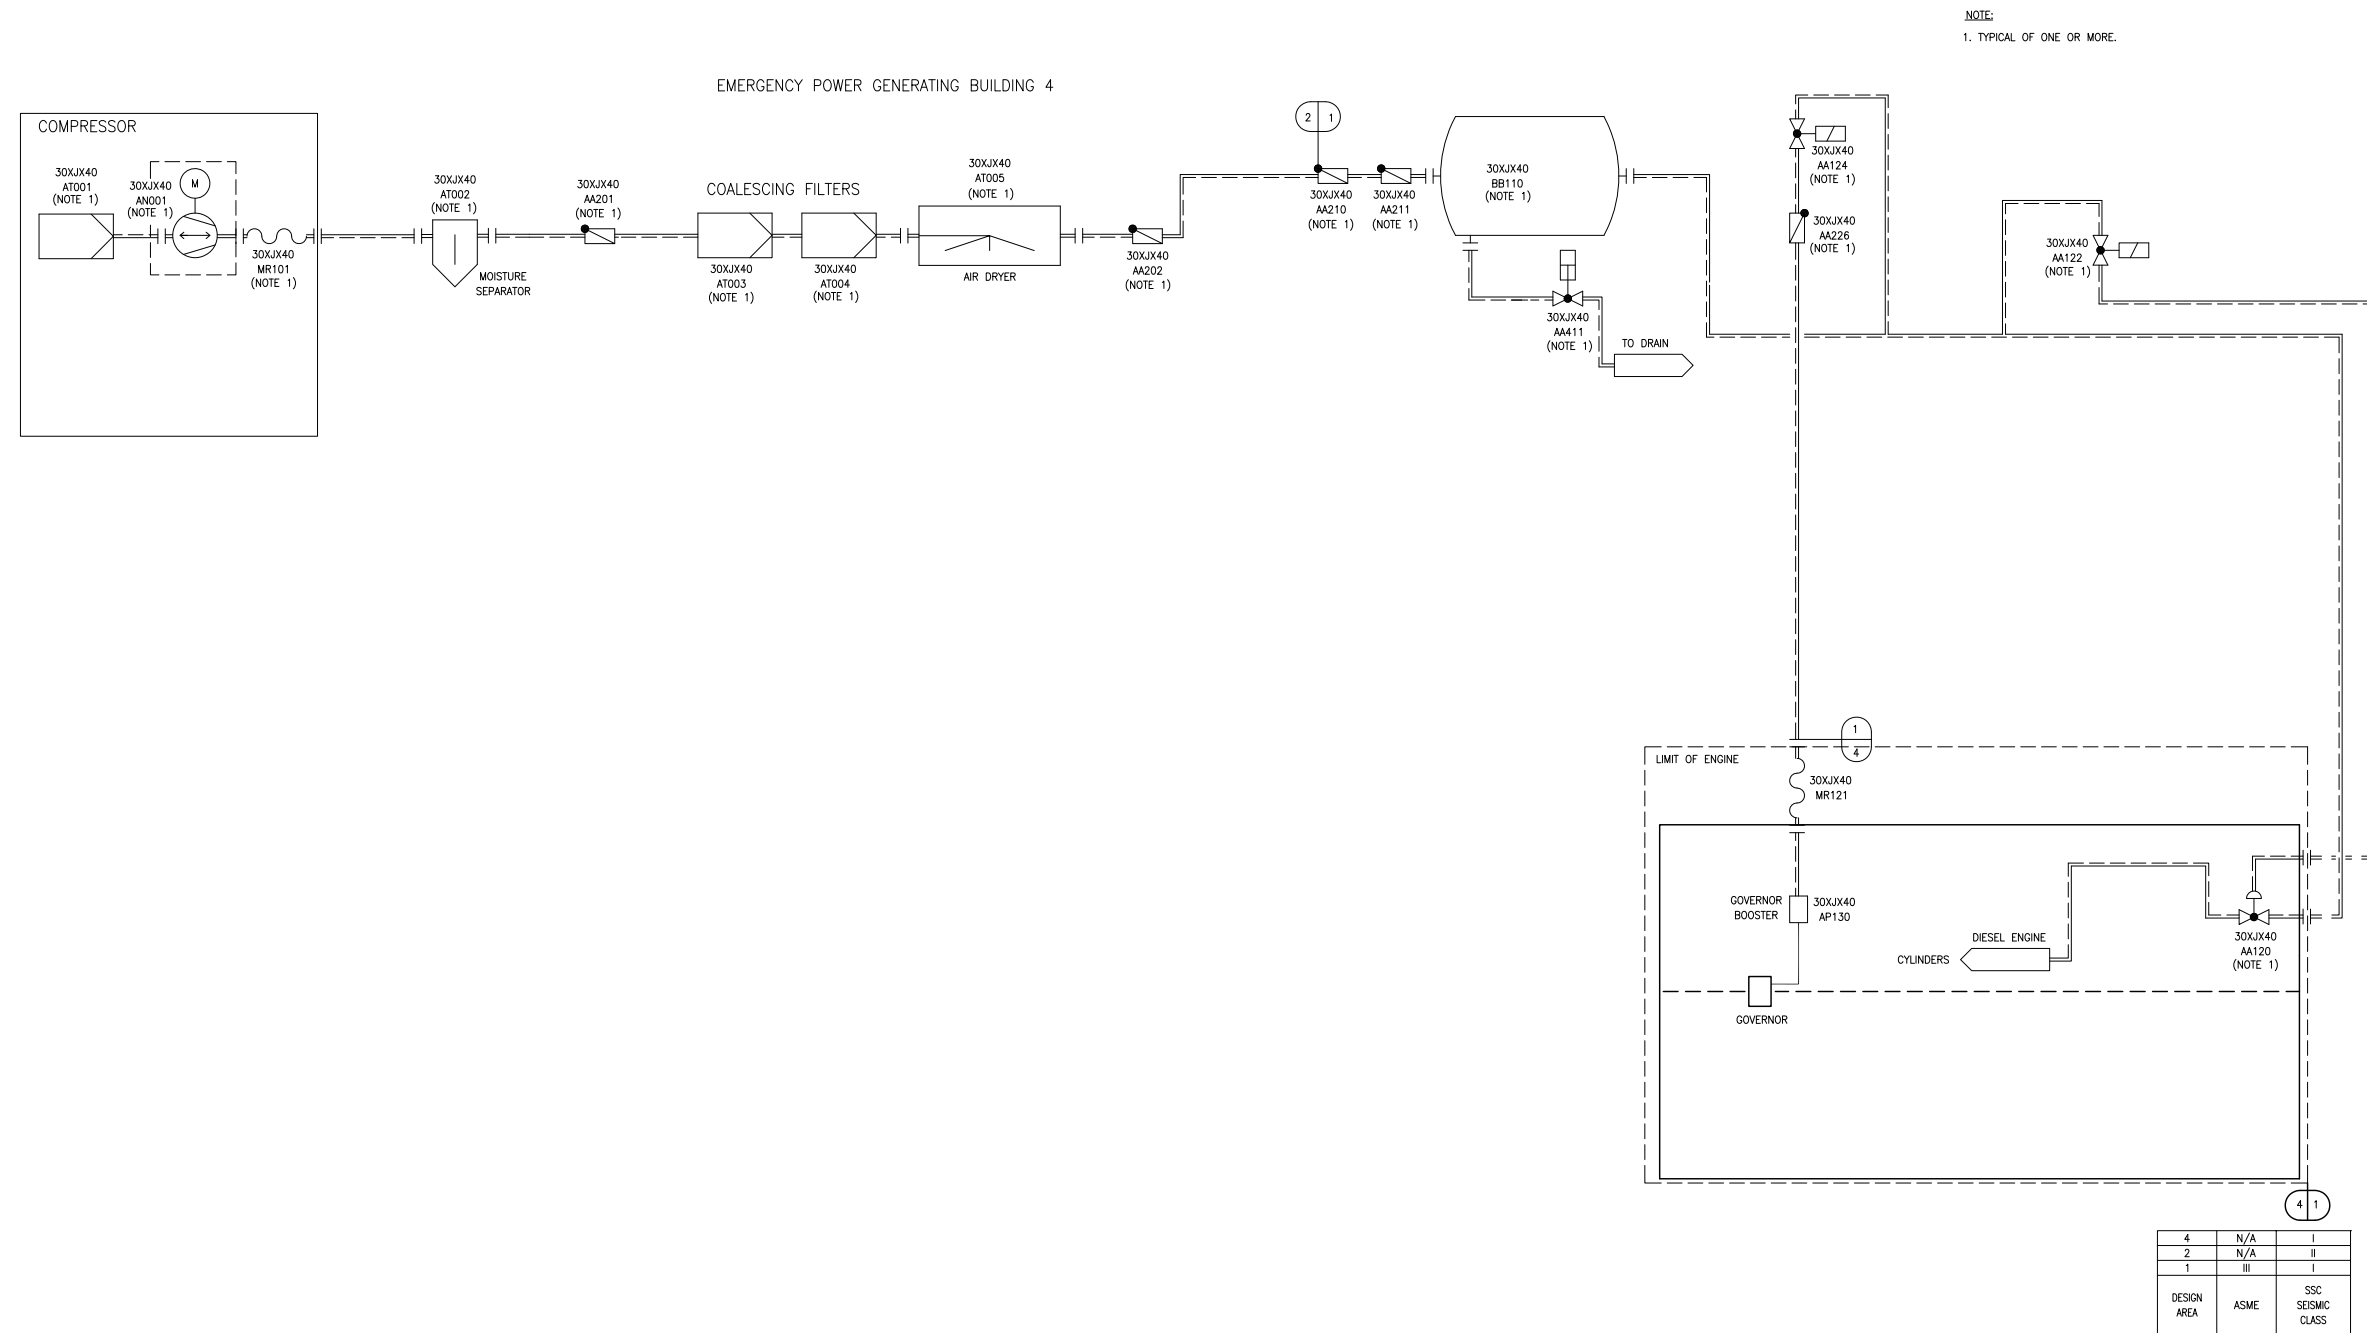 NOTE:
1. TYPICAL OF ONE OR MORE.
EMERGENCY POWER GENERATING BUILDING 4
COMPRESSOR
30XJX40
AT001
(NOTE 1)
30XJX40
AN001
(NOTE 1)
M
30XJX40
MR101
(NOTE 1)
30XJX40
AT002
(NOTE 1)
MOISTURE
SEPARATOR
30XJX40
AA201
(NOTE 1)
COALESCING FILTERS
30XJX40
AT003
(NOTE 1)
30XJX40
AT004
(NOTE 1)
30XJX40
AT005
(NOTE 1)
AIR DRYER
30XJX40
AA202
(NOTE 1)
2 1
30XJX40
AA210
(NOTE 1)
30XJX40
AA211
(NOTE 1)
30XJX40
BB110
(NOTE 1)
30XJX40
AA411
(NOTE 1)
TO DRAIN
30XJX40
AA124
(NOTE 1)
30XJX40
AA226
(NOTE 1)
30XJX40
AA122
(NOTE 1)
1
4
LIMIT OF ENGINE
30XJX40
MR121
GOVERNOR
BOOSTER
30XJX40
AP130
DIESEL ENGINE
CYLINDERS
30XJX40
AA120
(NOTE 1)
GOVERNOR
4 1
4 N/A I
2 N/A II
1 III I
DESIGN
AREA
ASME
SSC
SEISMIC
CLASS